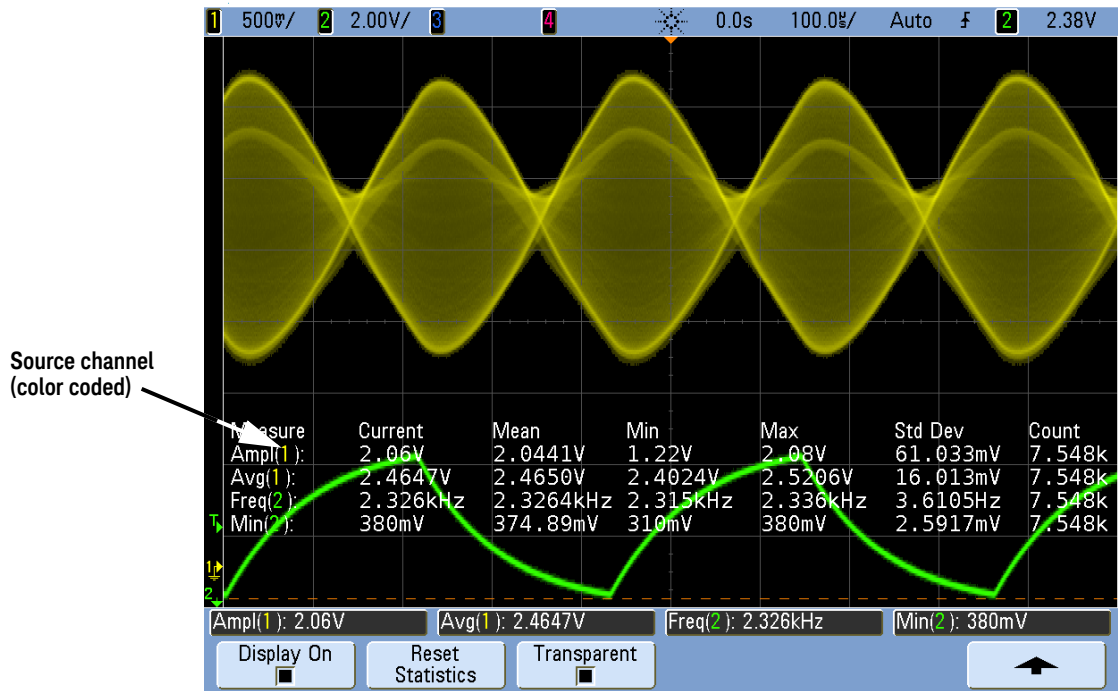 1 500mV/ 2 2.00V/ 3 4 0.0s 100.0us/ Auto 2 2.38V
Source channel
(color coded)
Measure Current Mean Min Max Std Dev Count
Ampl(1): 2.06V 2.0441V 1.22V 2.08V 61.033mV 7.548k
Avg(1): 2.4647V 2.4650V 2.4024V 2.5206V 16.013mV 7.548k
Freq(2): 2.326kHz 2.3264kHz 2.315kHz 2.336kHz 3.6105Hz 7.548k
Min(2): 380mV 374.89mV 310mV 380mV 2.5917mV 7.548k
T
1
2
Ampl(1): 2.06V Avg(1): 2.4647V Freq(2): 2.326kHz Min(2): 380mV
Display On
Reset
Statistics
Transparent